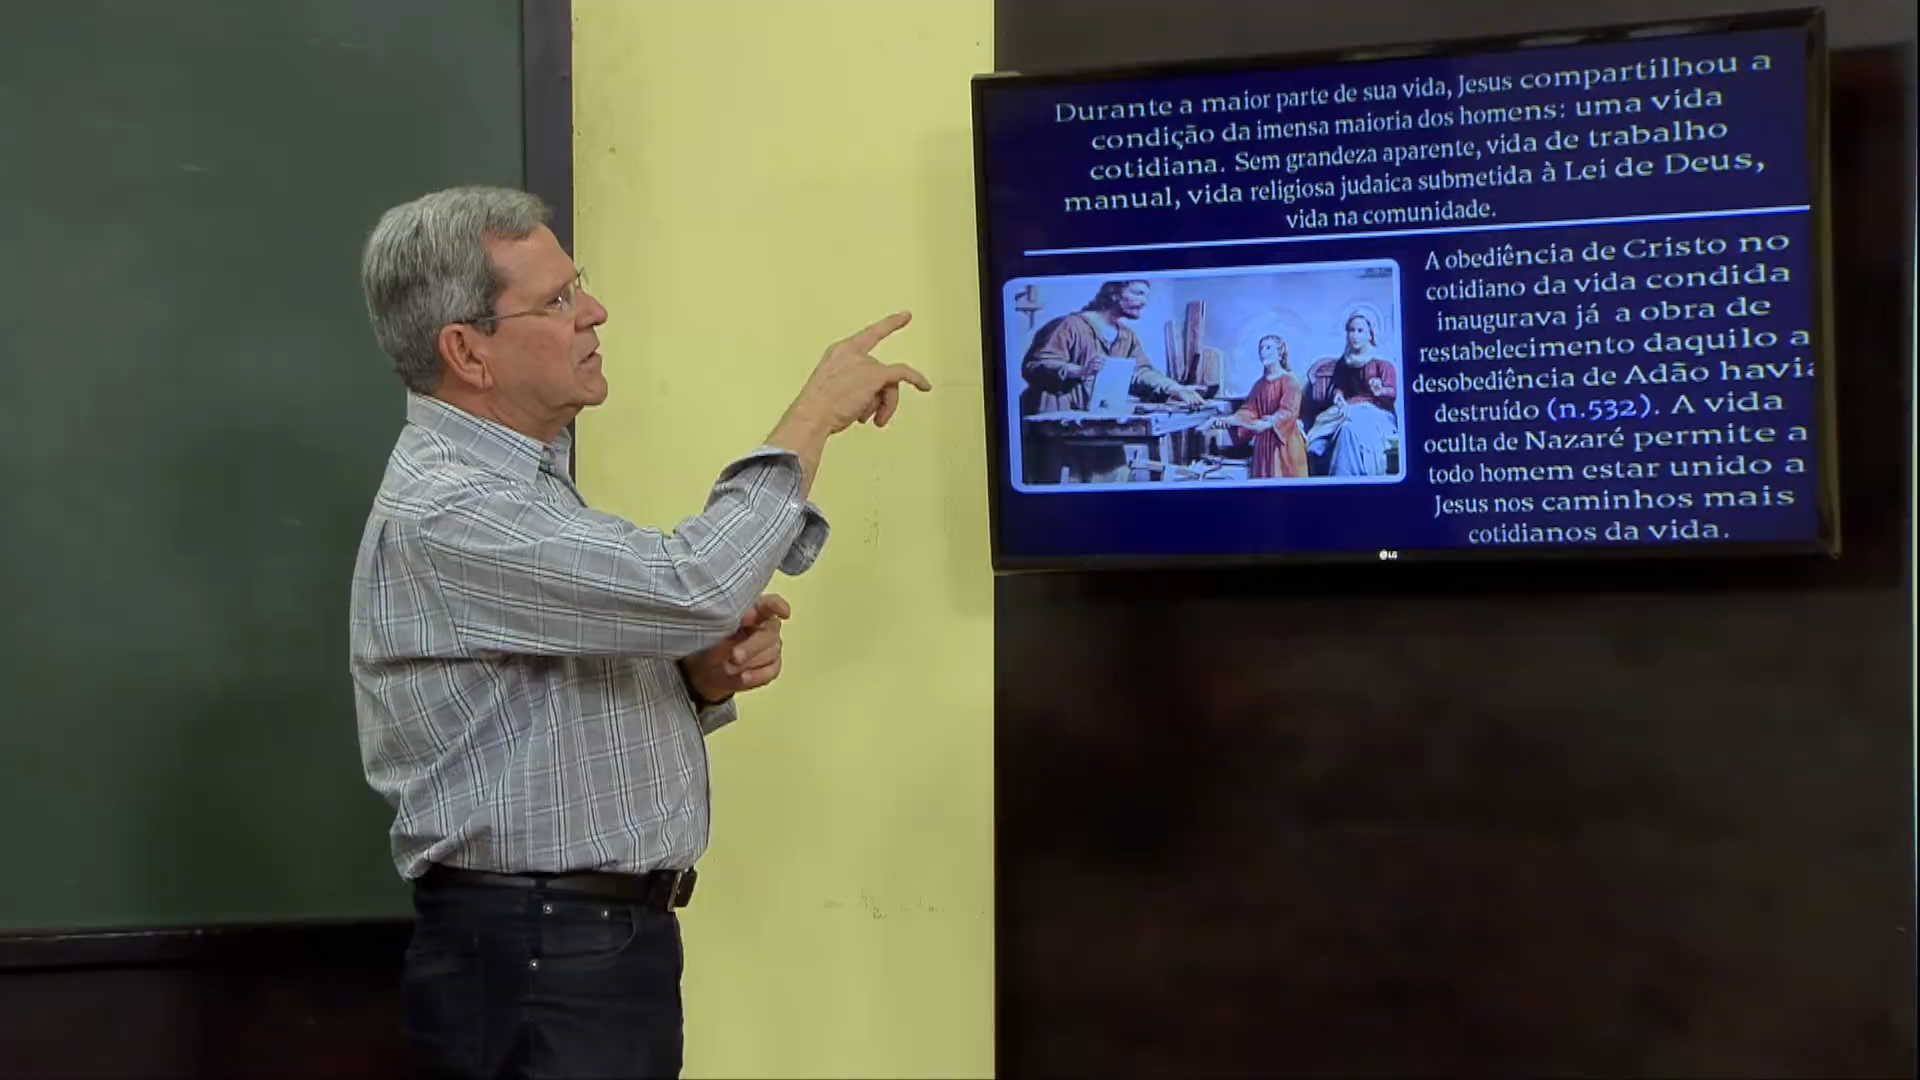 Durante a maior parte de sua vida, Jesus compartilhou a
condição da imensa maioria dos homens: uma vida
cotidiana. Sem grandeza aparente, vida de trabalho
manual, vida religiosa judaica submetida à Lei de Deus,
vida na comunidade.
A obediência de Cristo no
cotidiano da vida condida
inaugurava já a obra de
restabelecimento daquilo a
desobediência de Adão havia
destruído (n.532). A vida
oculta de Nazaré permite a
todo homem estar unido a
Jesus nos caminhos mais
cotidianos da vida.
LG